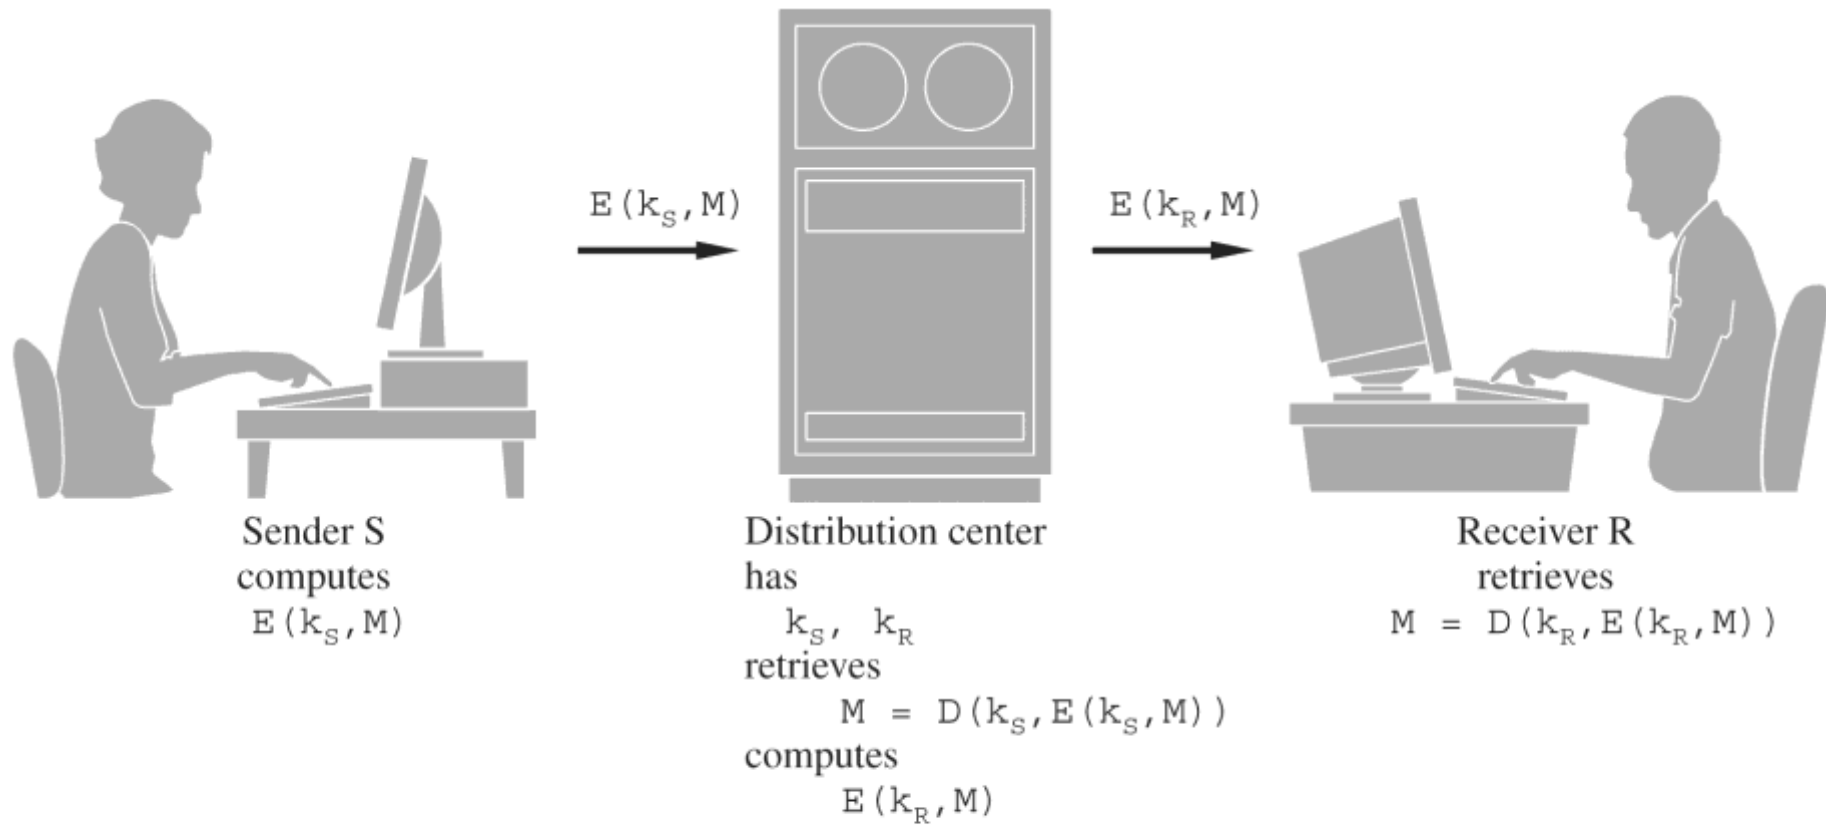 E(kS,M)
E(kR,M)
Sender S
computes
E(kS,M)
Distribution center
has
kS, kR
retrieves
M = D(kS,E(kS,M))
computes
E(kR,M)
Receiver R
retrieves
M = D(kR,E(kR,M))